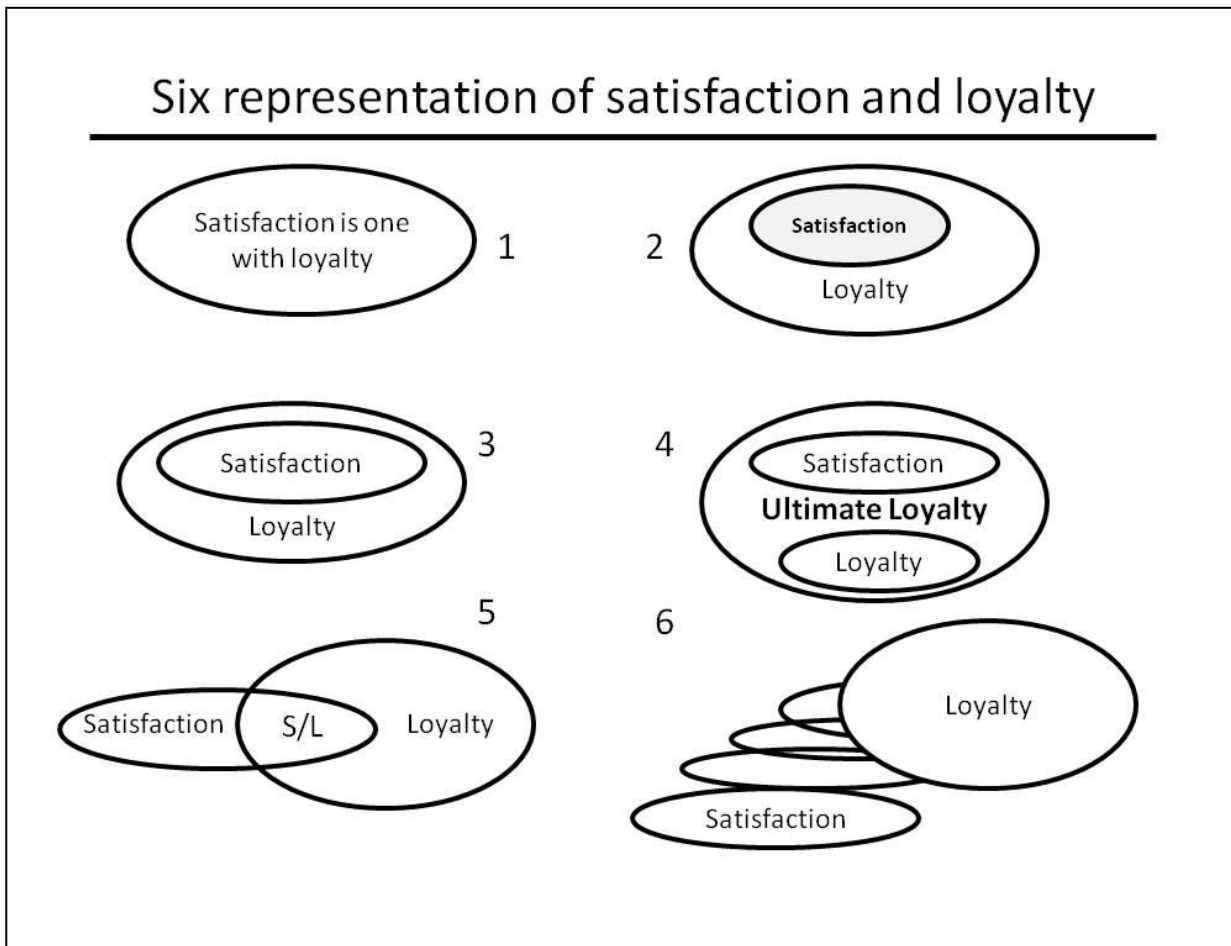 Six representation of satisfaction and loyalty
Satisfaction is one
with loyalty
1
2
Satisfaction
Loyalty
3
Satisfaction
Loyalty
4
Satisfaction
Ultimate Loyalty
Loyalty
5
Satisfaction
S/L
Loyalty
6
Loyalty
Satisfaction